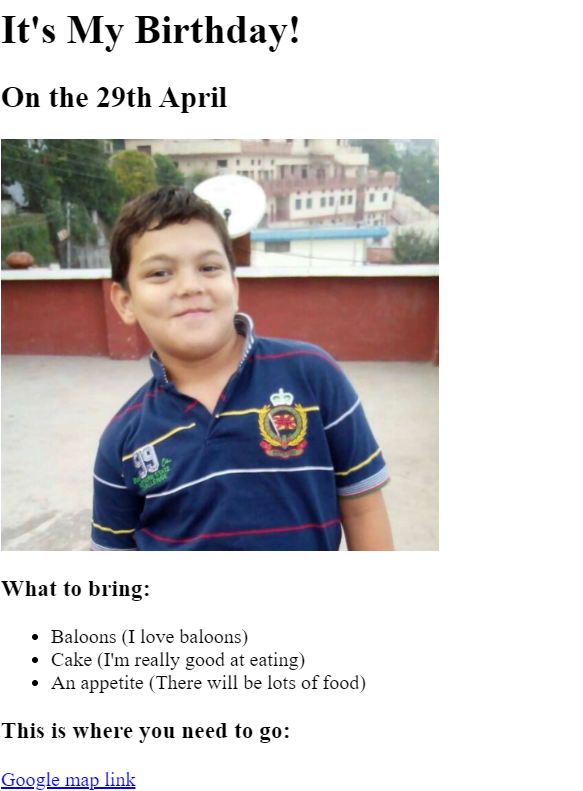 It's My Birthday!
On the 29th April
99
What to bring:
Baloons (I love baloons)
Cake (I'm really good at eating)
An appetite (There will be lots of food)
This is where you need to go:
Google map link